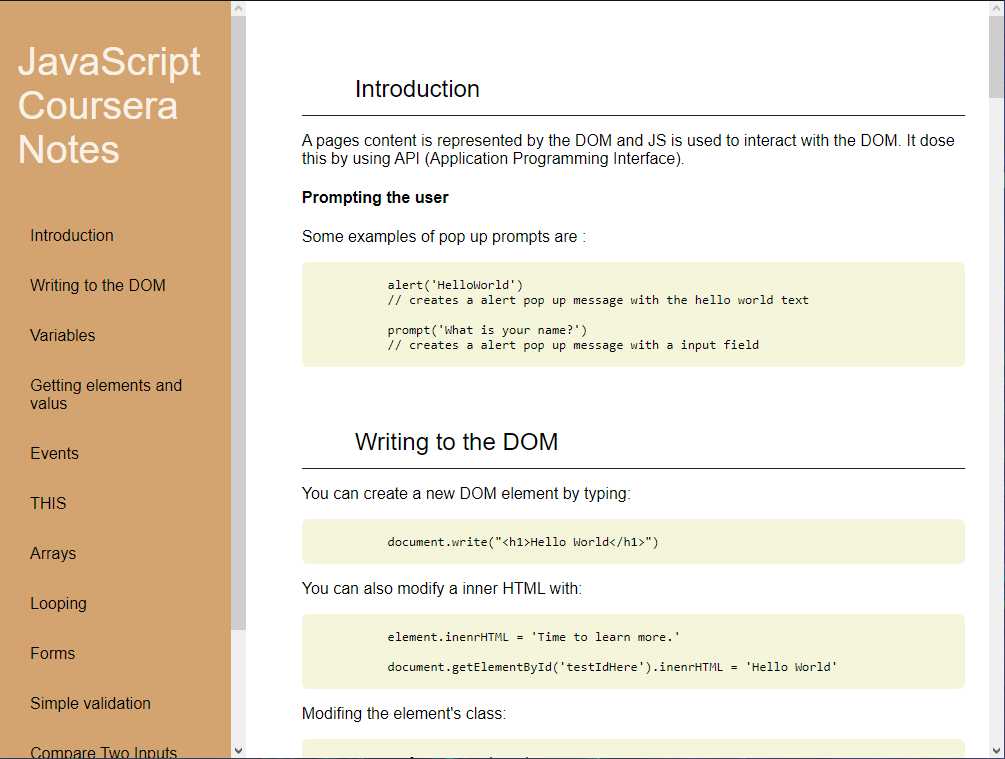 JavaScript
Coursera
Notes
Introduction
Writing to the DOM
Variables
Getting elements and
valus
Events
THIS
Arrays
Looping
Forms
Simple validation
Compare Two Inputs
Introduction
A pages content is represented by the DOM and JS is used to interact with the DOM. It dose
this by using API (Application Programming Interface).
Prompting the user
Some examples of pop up prompts are :
alert('HelloWorld')
// creates a alert pop up message with the hello world text
prompt('What is your name?')
// creates a alert pop up message with a input field
Writing to the DOM
You can create a new DOM element by typing:
document.write("<h1>Hello World</h1>")
You can also modify a inner HTML with:
element.inenrHTML = 'Time to learn more.'
document.getElementById('testIdHere').inenrHTML = 'Hello World'
Modifing the element's class: